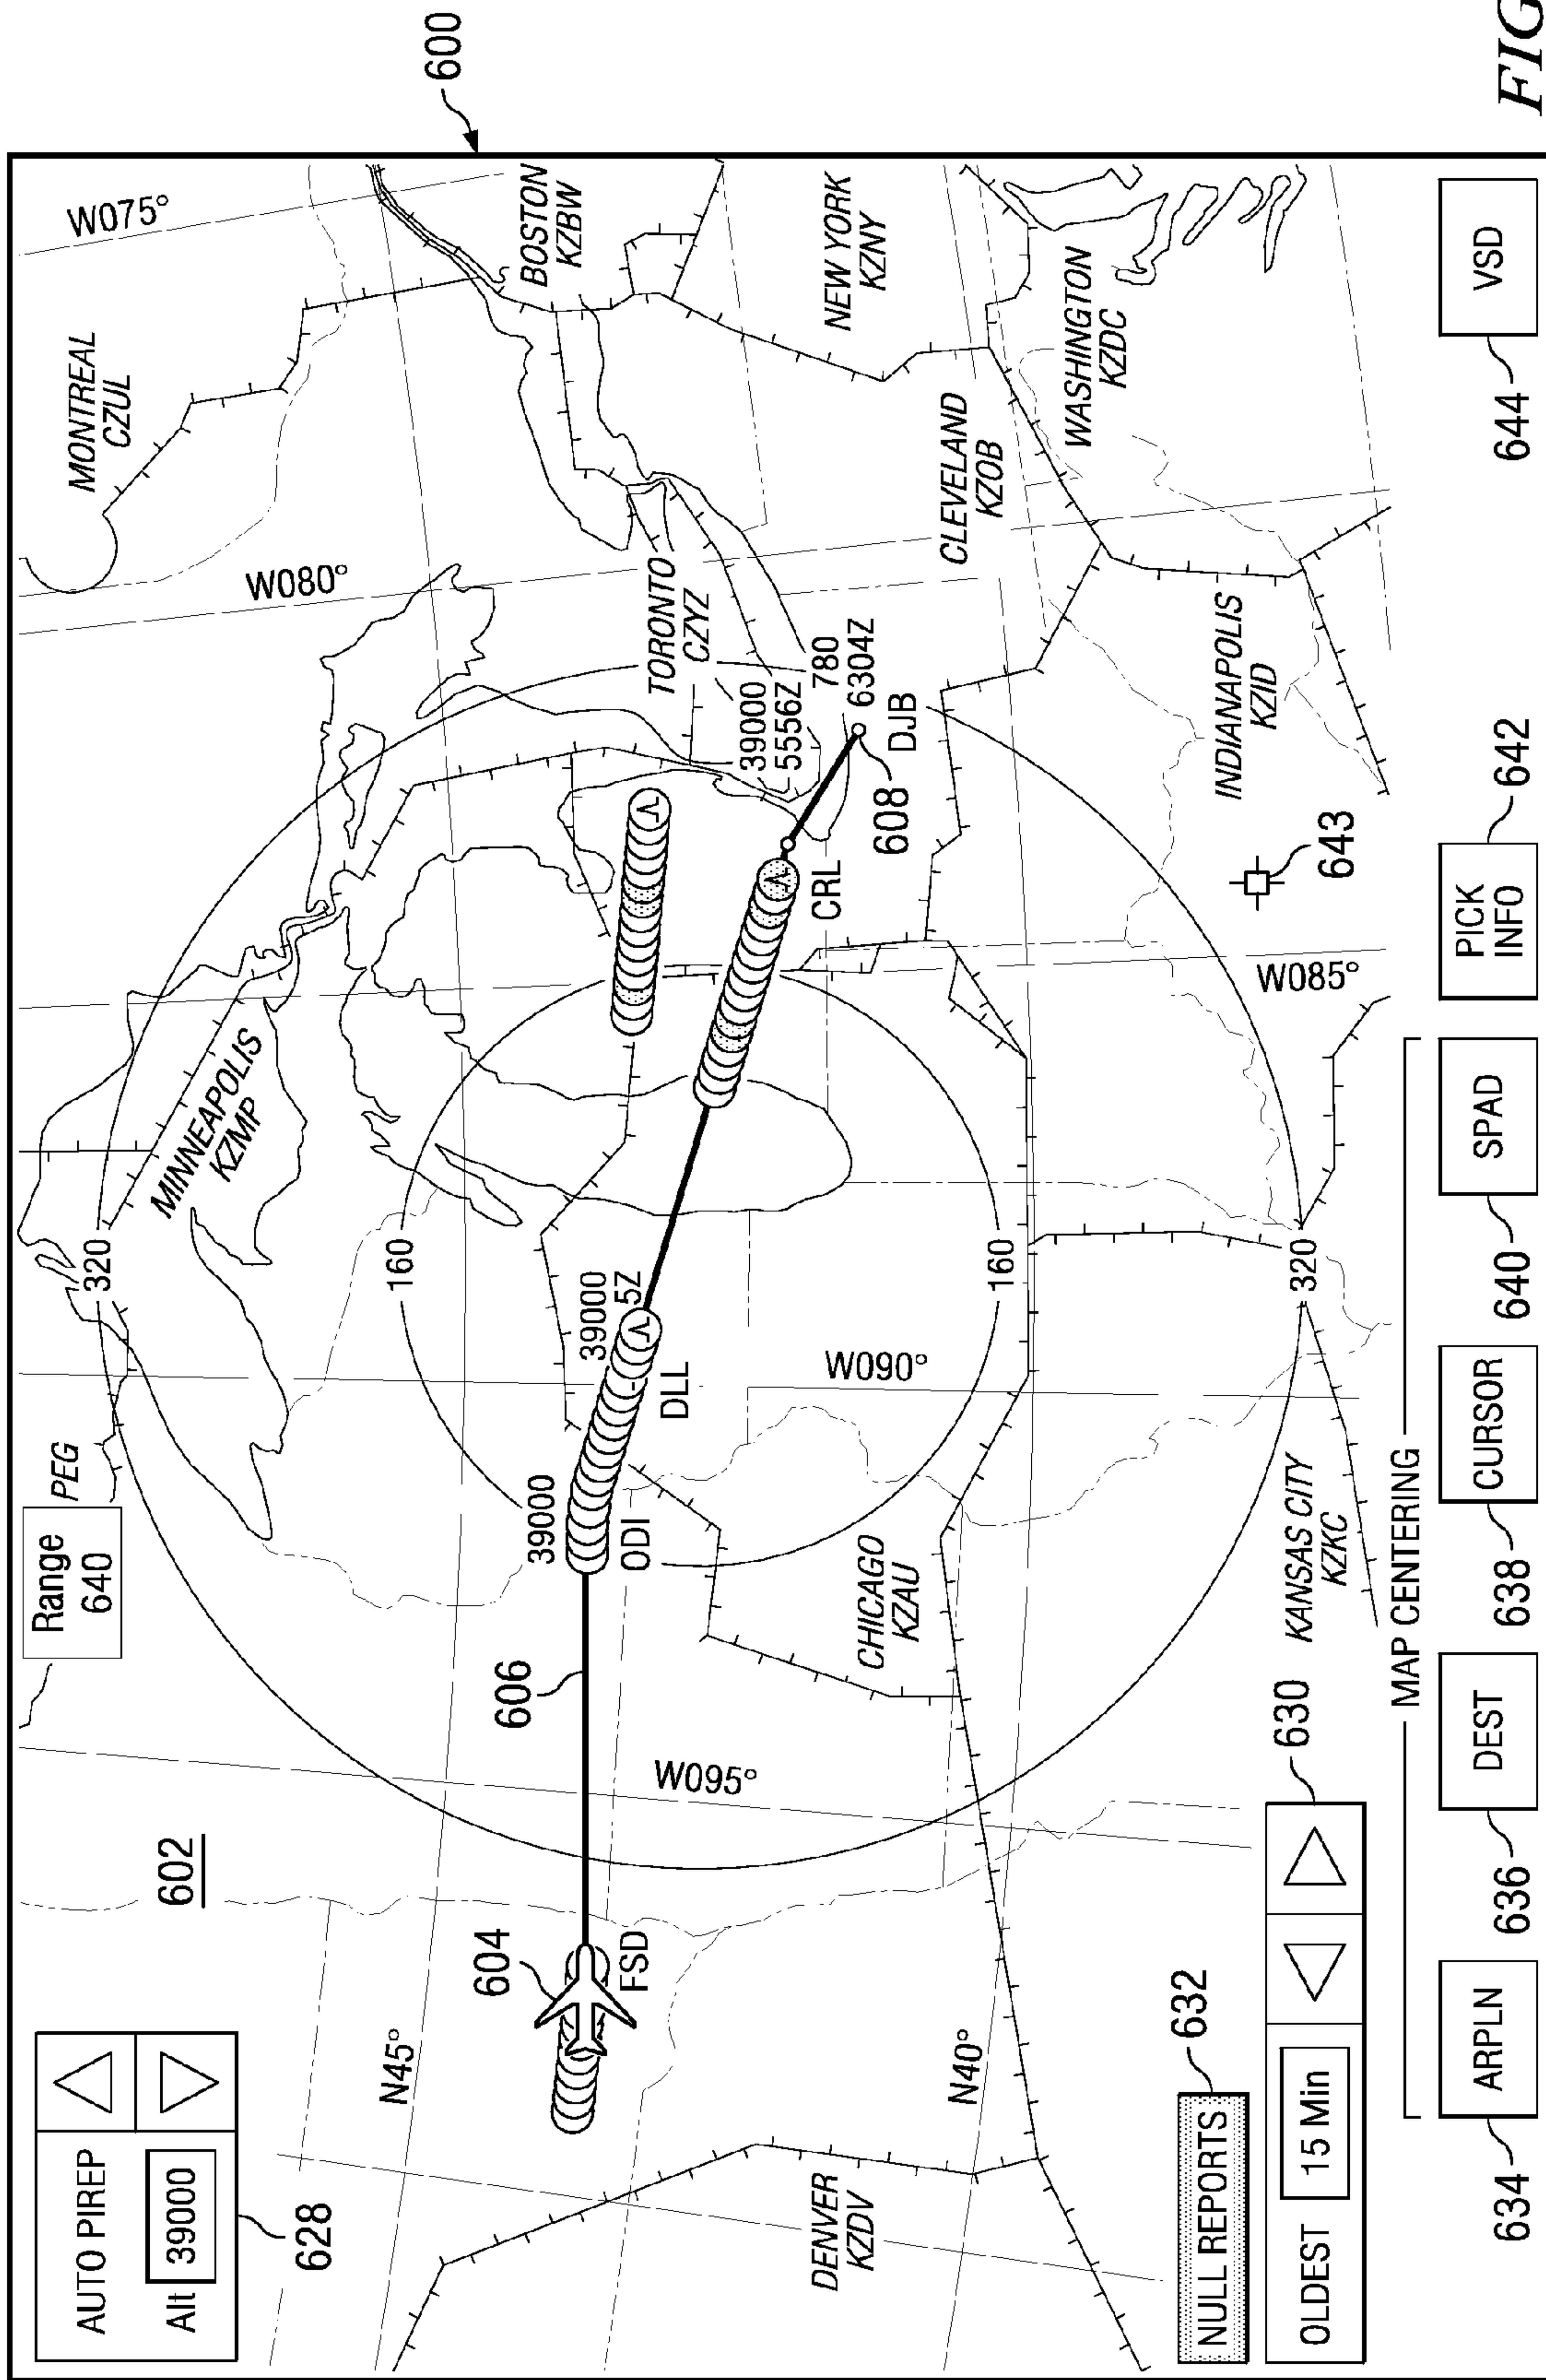 AUTO PIREP
Alt 39000
628
602
Range
640
PEG
320
MINNEAPOLIS
KZMP
MONTREAL
CZUL
W075°
600
W080°
N45°
160
604
FSD
606
39000
ODI
39000
5Z
DLL
BOSTON
KZBW
TORONTO
CZYZ
39000
5556Z
780
6304Z
DJB
608
CRL
W095°
W090°
DENVER
KZDV
CHICAGO
KZAU
NEW YORK
KZNY
CLEVELAND
KZOB
N40°
160
WASHINGTON
KZDC
INDIANAPOLIS
KZID
W085°
643
320
KANSAS CITY
KZKC
NULL REPORTS
632
OLDEST 15 Min
630
MAP CENTERING
634
ARPLN
636
DEST
638
CURSOR
640
SPAD
PICK
INFO
642
644
VSD
FIG